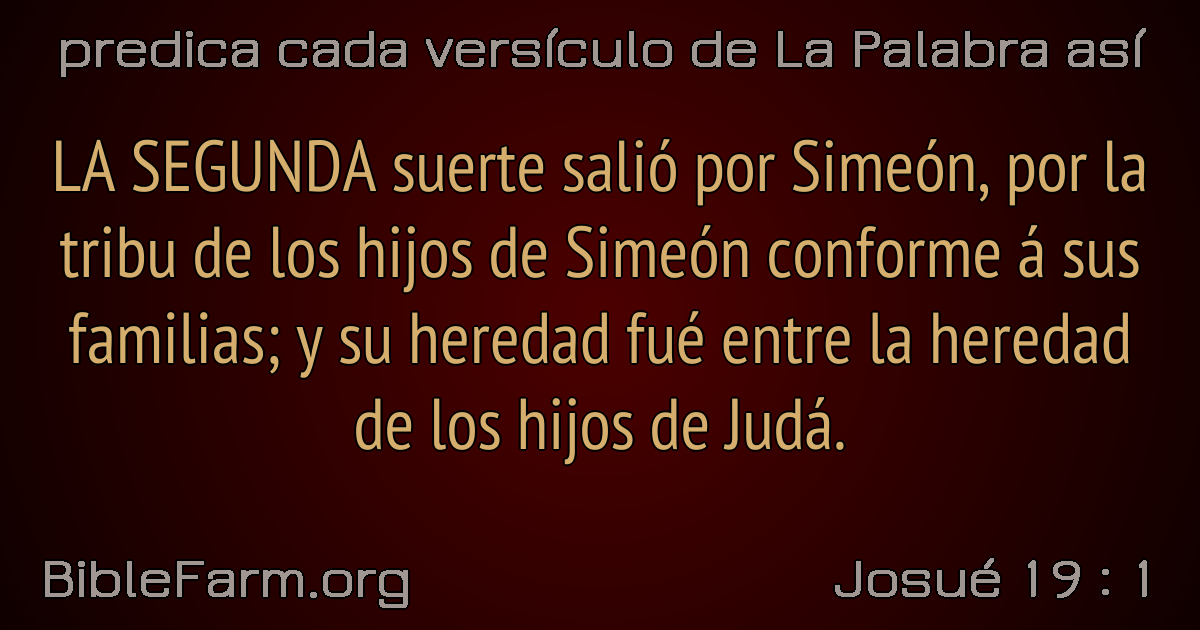 predica cada versículo de La Palabra así
LA SEGUNDA suerte salió por Simeón, por la
tribu de los hijos de Simeón conforme á sus
familias; y su heredad fué entre la heredad
de los hijos de Judá.
BibleFarm.org
Josué 19 : 1